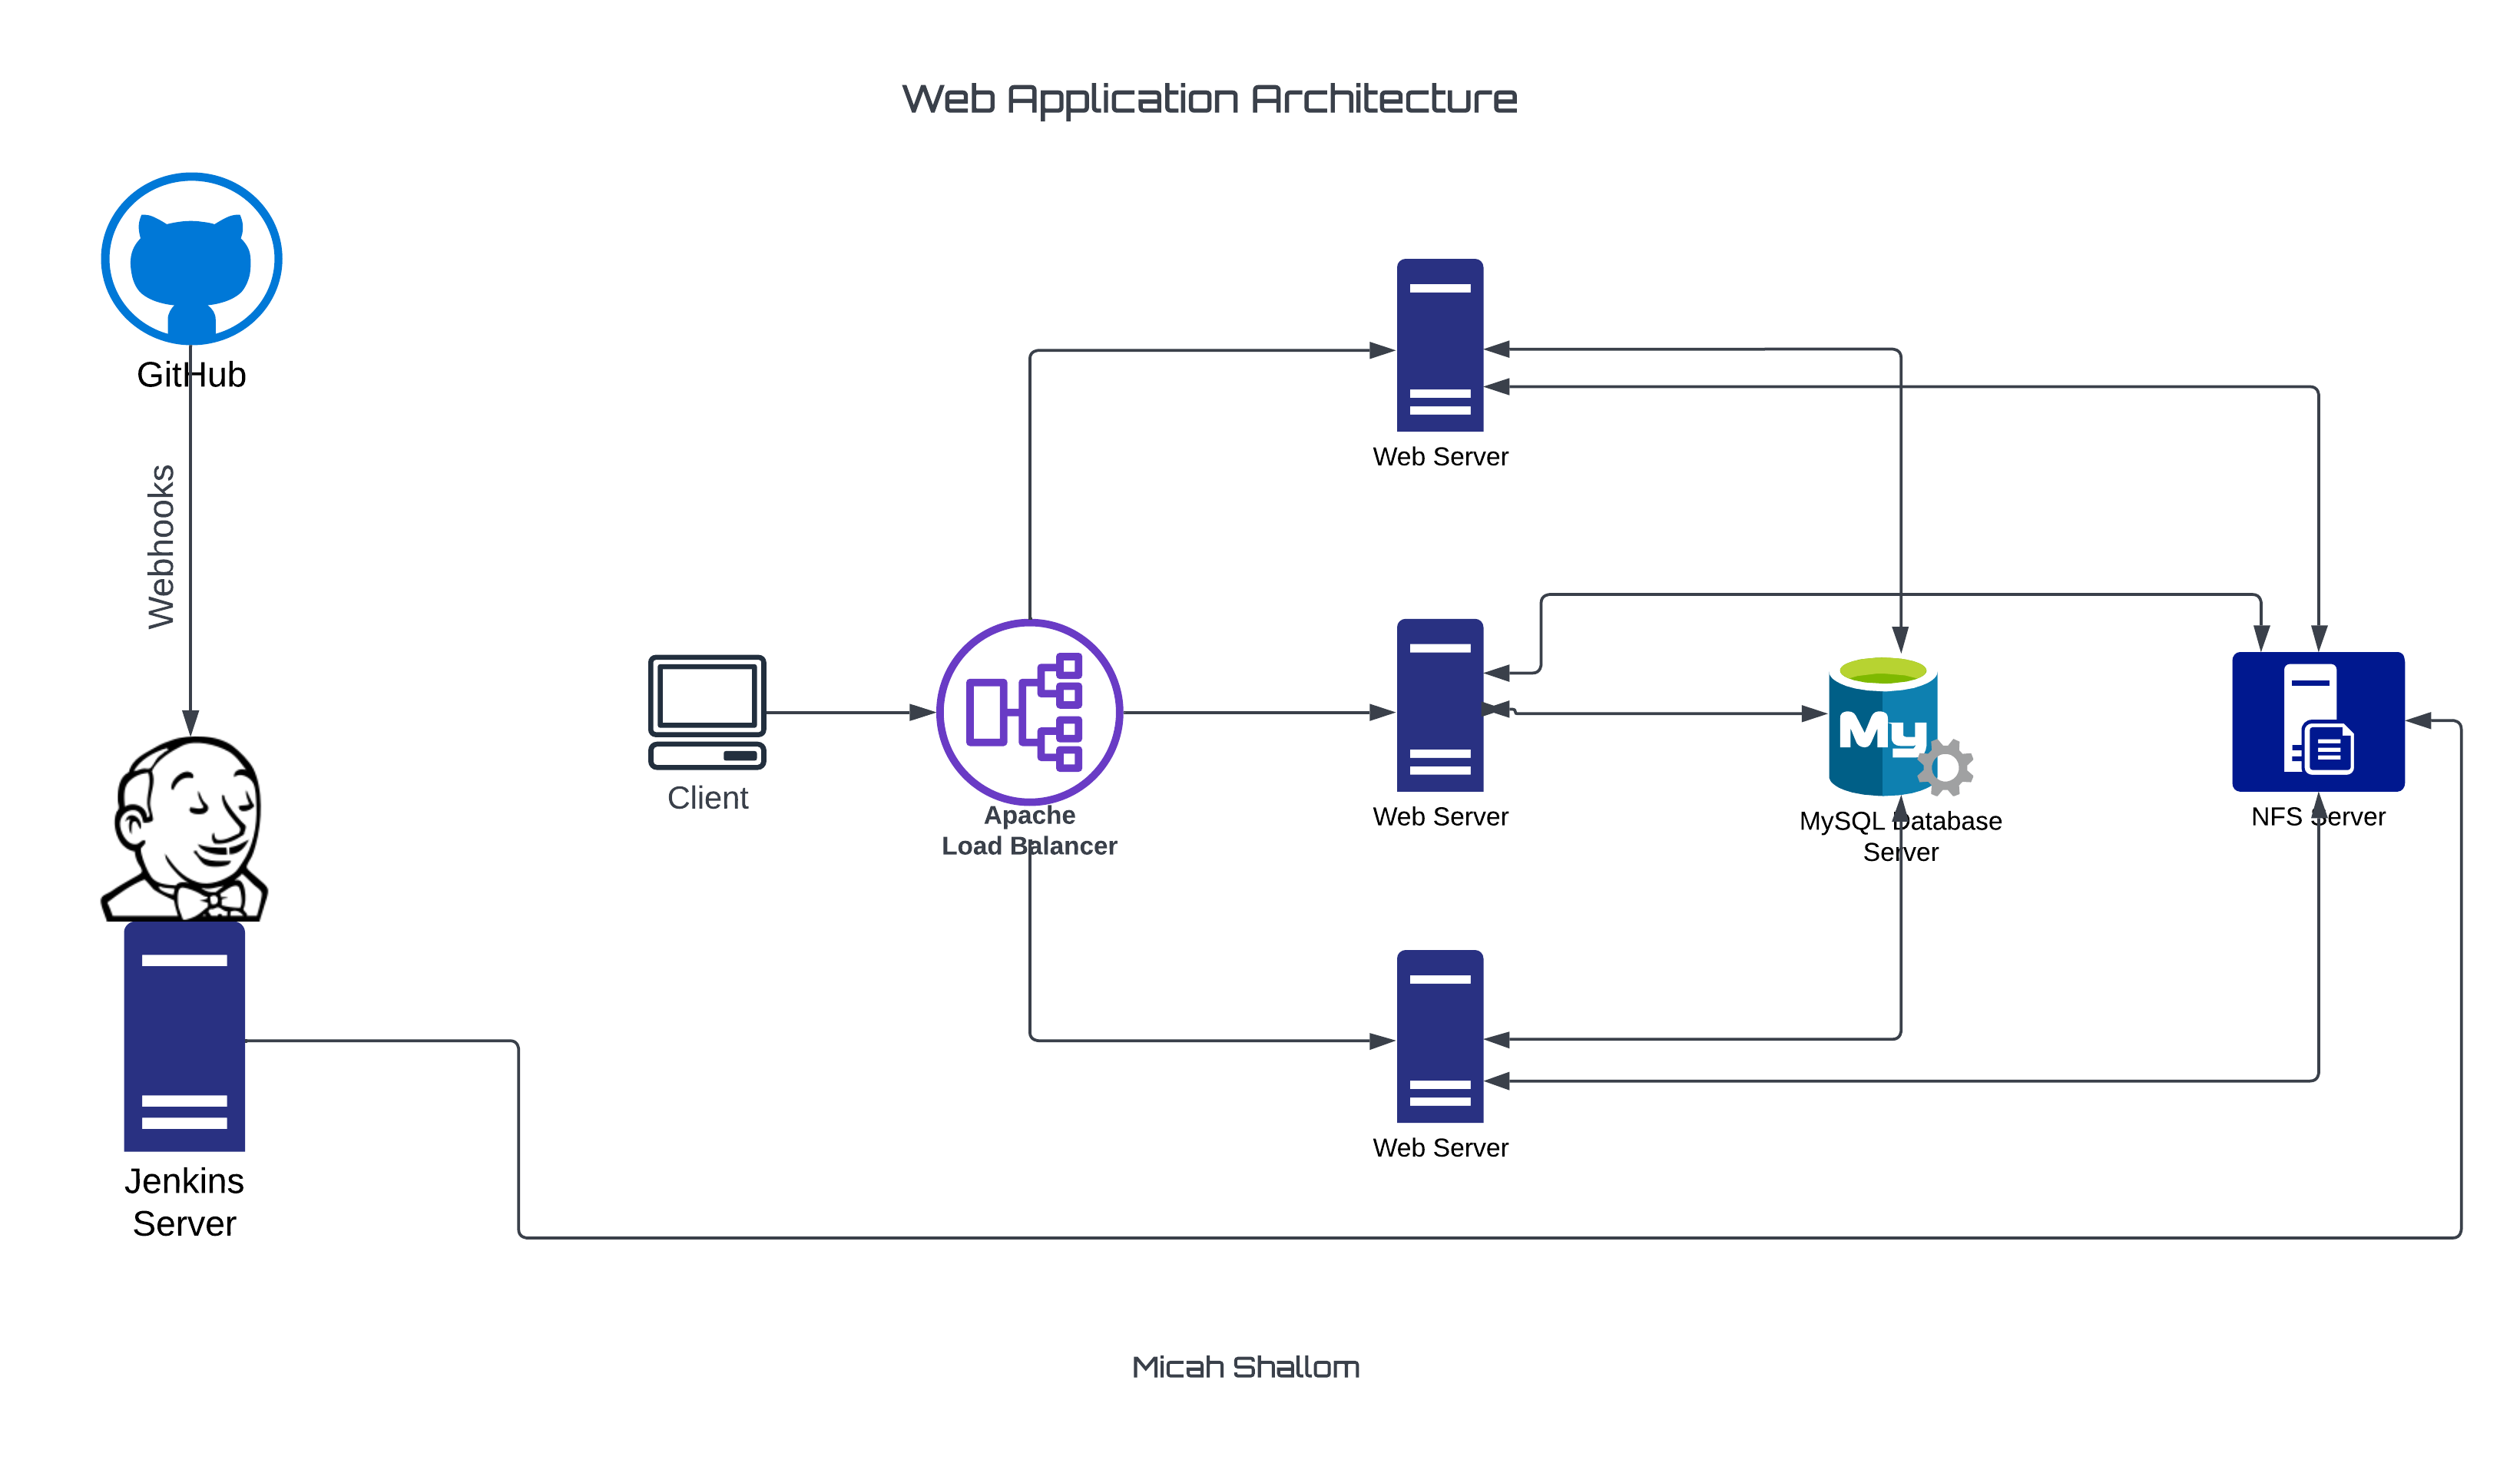 Web Application Architecture
GitHub
Webhooks
Jenkins
Server
Client
Apache
Load Balancer
Web Server
Web Server
Web Server
My
MySQL Database
Server
NFS Server
Micah Shallom